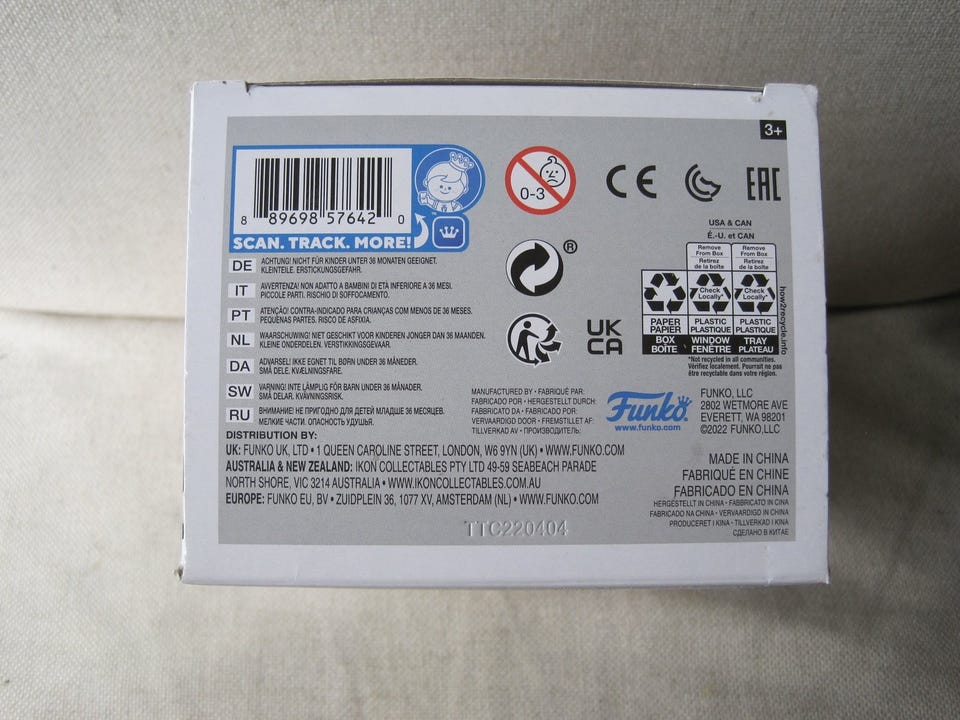 3+
8 89698 57642 0
SCAN. TRACK. MORE!
0-3
CE
EAC
DE ACHTUNG! NICHT FÜR KINDER UNTER 36 MONATEN GEEIGNET.
KLEINTEILE. ERSTICKUNGSGEFAHR.
IT AVVERTENZA! NON ADATTO A BAMBINI DI ETÀ INFERIORE A 36 MESI.
PICCOLE PARTI. RISCHIO DI SOFFOCAMENTO.
PT ATENÇÃO! CONTRA-INDICADO PARA CRIANÇAS COM MENOS DE 36 MESES.
PEQUENAS PARTES. RISCO DE ASFIXIA.
NL WAARSCHUWING! NIET GESCHIKT VOOR KINDEREN JONGER DAN 36 MAANDEN.
KLEINE ONDERDELEN. VERSTIKKINGSGEVAAR.
DA ADVARSEL! IKKE EGNET TIL BØRN UNDER 36 MÅNEDER.
SMÅ DELE. KVÆLNINGSFARE.
SW VARNING! INTE LÄMPLIG FÖR BARN UNDER 36 MÅNADER.
SMÅ DELAR. KVÄVNINGSRISK.
RU ВНИМАНИЕ! НЕ ПРИГОДНО ДЛЯ ДЕТЕЙ МЛАДШЕ 36 МЕСЯЦЕВ.
МЕЛКИЕ ЧАСТИ. ОПАСНОСТЬ УДУШЬЯ.
®
UK
CA
USA & CAN
É.-U. et CAN
Remove From Box Retirez de la boîte
Remove From Box Retirez de la boîte
Check Locally*
Check Locally*
PAPER PAPIER
PLASTIC PLASTIQUE
PLASTIC PLASTIQUE
BOX BOÎTE
WINDOW FENÊTRE
TRAY PLATEAU
how2recycle.info
*Not recycled in all communities.
Vérifiez localement. Pourrait ne pas
être recyclable dans votre région.
MANUFACTURED BY • FABRIQUÉ PAR:
FABRICADO POR • HERGESTELLT DURCH:
FABBRICATO DA • FABRICADO POR:
VERVAARDIGD DOOR • FREMSTILLET AF:
TILLVERKAD AV • ПРОИЗВОДИТЕЛЬ:
Funko
www.funko.com
FUNKO, LLC
2802 WETMORE AVE
EVERETT, WA 98201
©2022 FUNKO,LLC
DISTRIBUTION BY:
UK: FUNKO UK, LTD • 1 QUEEN CAROLINE STREET, LONDON, W6 9YN (UK) • WWW.FUNKO.COM
AUSTRALIA & NEW ZEALAND: IKON COLLECTABLES PTY LTD 49-59 SEABEACH PARADE
NORTH SHORE, VIC 3214 AUSTRALIA • WWW.IKONCOLLECTABLES.COM.AU
EUROPE: FUNKO EU, BV • ZUIDPLEIN 36, 1077 XV, AMSTERDAM (NL) • WWW.FUNKO.COM
MADE IN CHINA
FABRIQUÉ EN CHINE
FABRICADO EN CHINA
HERGESTELLT IN CHINA • FABBRICATO IN CINA
FABRICADO NA CHINA • VERVAARDIGD IN CHINA
PRODUCERET I KINA • TILLVERKAD I KINA
СДЕЛАНО В КИТАЕ
TTC220404